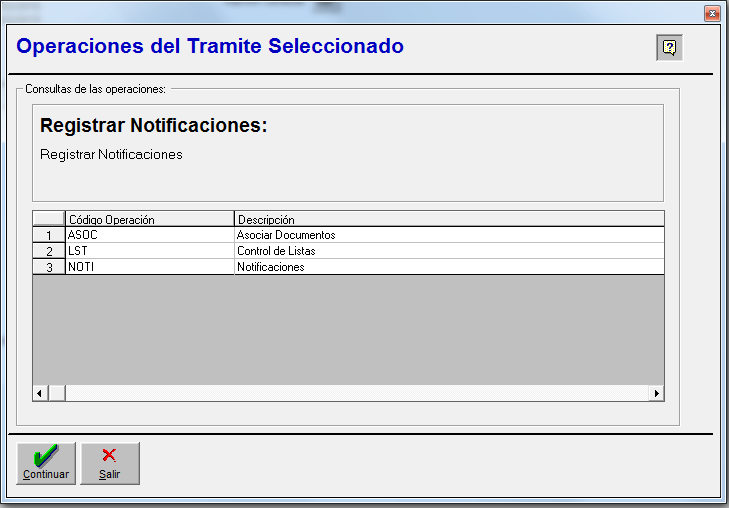 Operaciones del Tramite Seleccionado
Consultas de las operaciones:
Registrar Notificaciones:
Registrar Notificaciones
Código Operación Descripción
1 ASOC Asociar Documentos
2 LST Control de Listas
3 NOTI Notificaciones
Continuar Salir